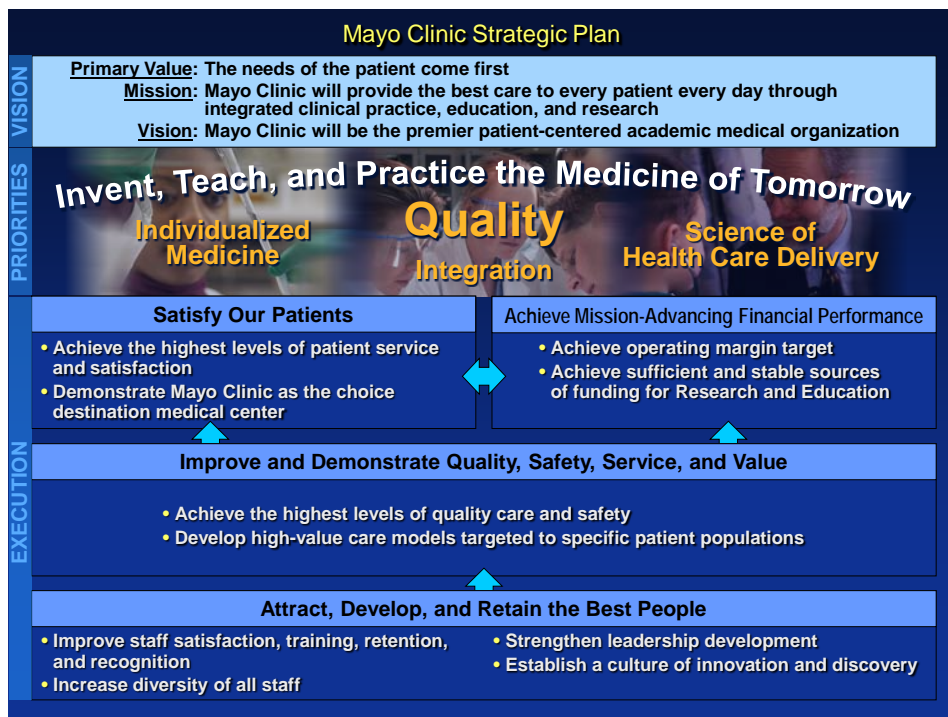 Mayo Clinic Strategic Plan
VISION
Primary Value: The needs of the patient come first
Mission: Mayo Clinic will provide the best care to every patient every day through
integrated clinical practice, education, and research
Vision: Mayo Clinic will be the premier patient-centered academic medical organization
PRIORITIES
Invent, Teach, and Practice the Medicine of Tomorrow
Individualized
Medicine
Quality
Integration
Science of
Health Care Delivery
EXECUTION
Satisfy Our Patients
• Achieve the highest levels of patient service
and satisfaction
• Demonstrate Mayo Clinic as the choice
destination medical center
Achieve Mission-Advancing Financial Performance
• Achieve operating margin target
• Achieve sufficient and stable sources
of funding for Research and Education
Improve and Demonstrate Quality, Safety, Service, and Value
• Achieve the highest levels of quality care and safety
• Develop high-value care models targeted to specific patient populations
Attract, Develop, and Retain the Best People
• Improve staff satisfaction, training, retention,
and recognition
• Increase diversity of all staff
• Strengthen leadership development
• Establish a culture of innovation and discovery